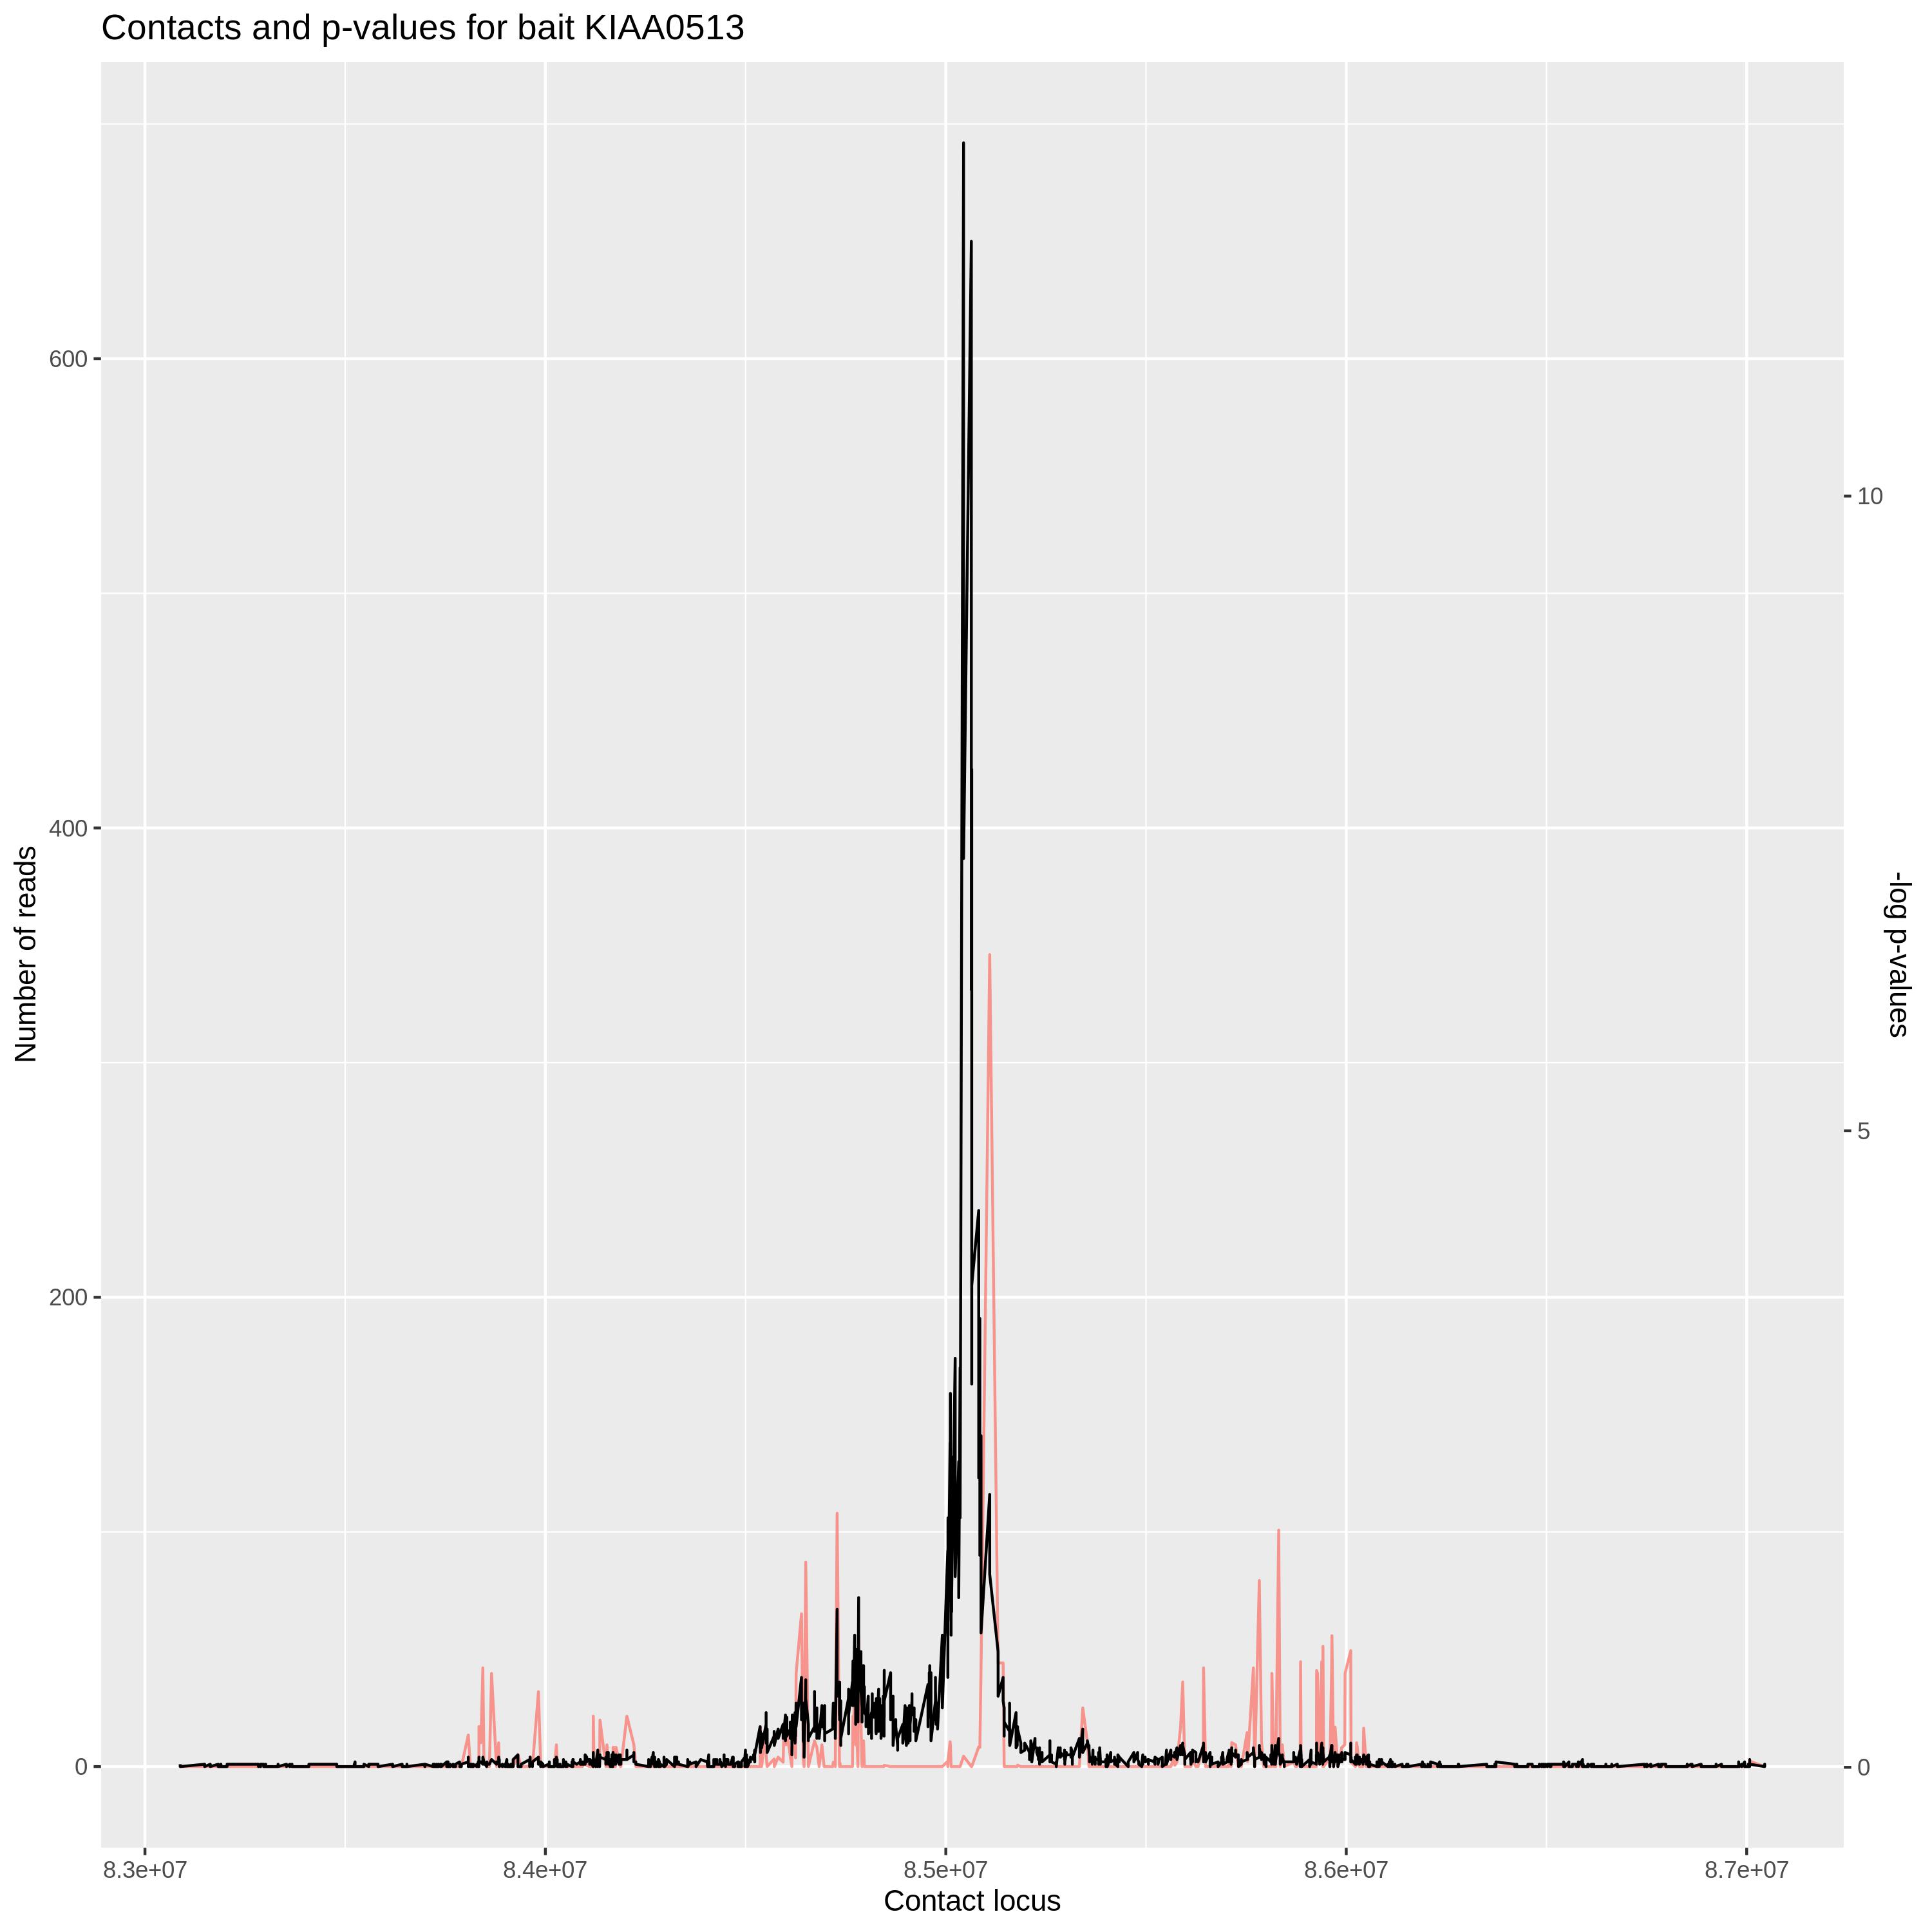 Contacts and p-values for bait KIAA0513
600
400
200
0
Number of reads
10
5
0
-log p-values
8.3e+07 8.4e+07 8.5e+07 8.6e+07 8.7e+07
Contact locus